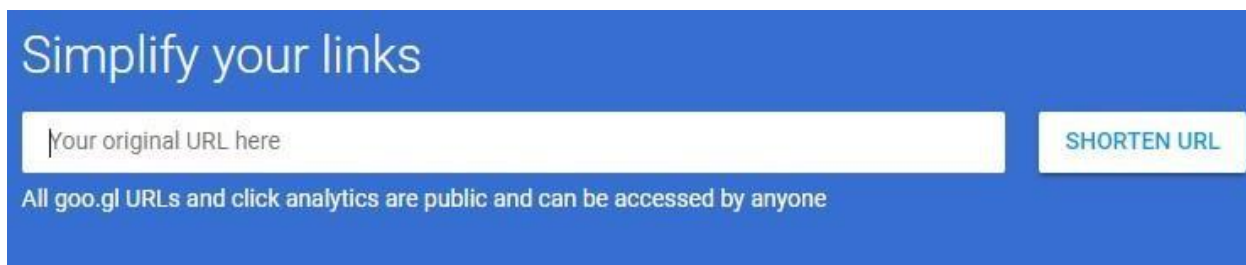 Simplify your links
Your original URL here
SHORTEN URL
All goo.gl URLs and click analytics are public and can be accessed by anyone